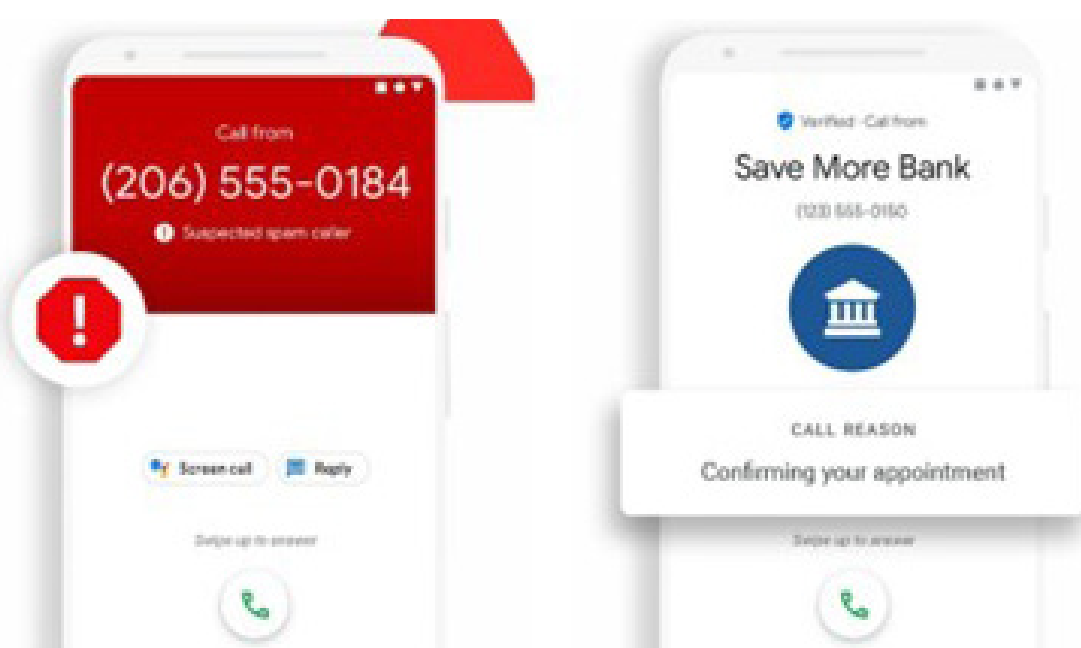 Call from
(206) 555-0184
Suspected spam caller
Screen call
Reply
Swipe up to answer
Verified · Call from
Save More Bank
(123) 555-0150
CALL REASON
Confirming your appointment
Swipe up to answer